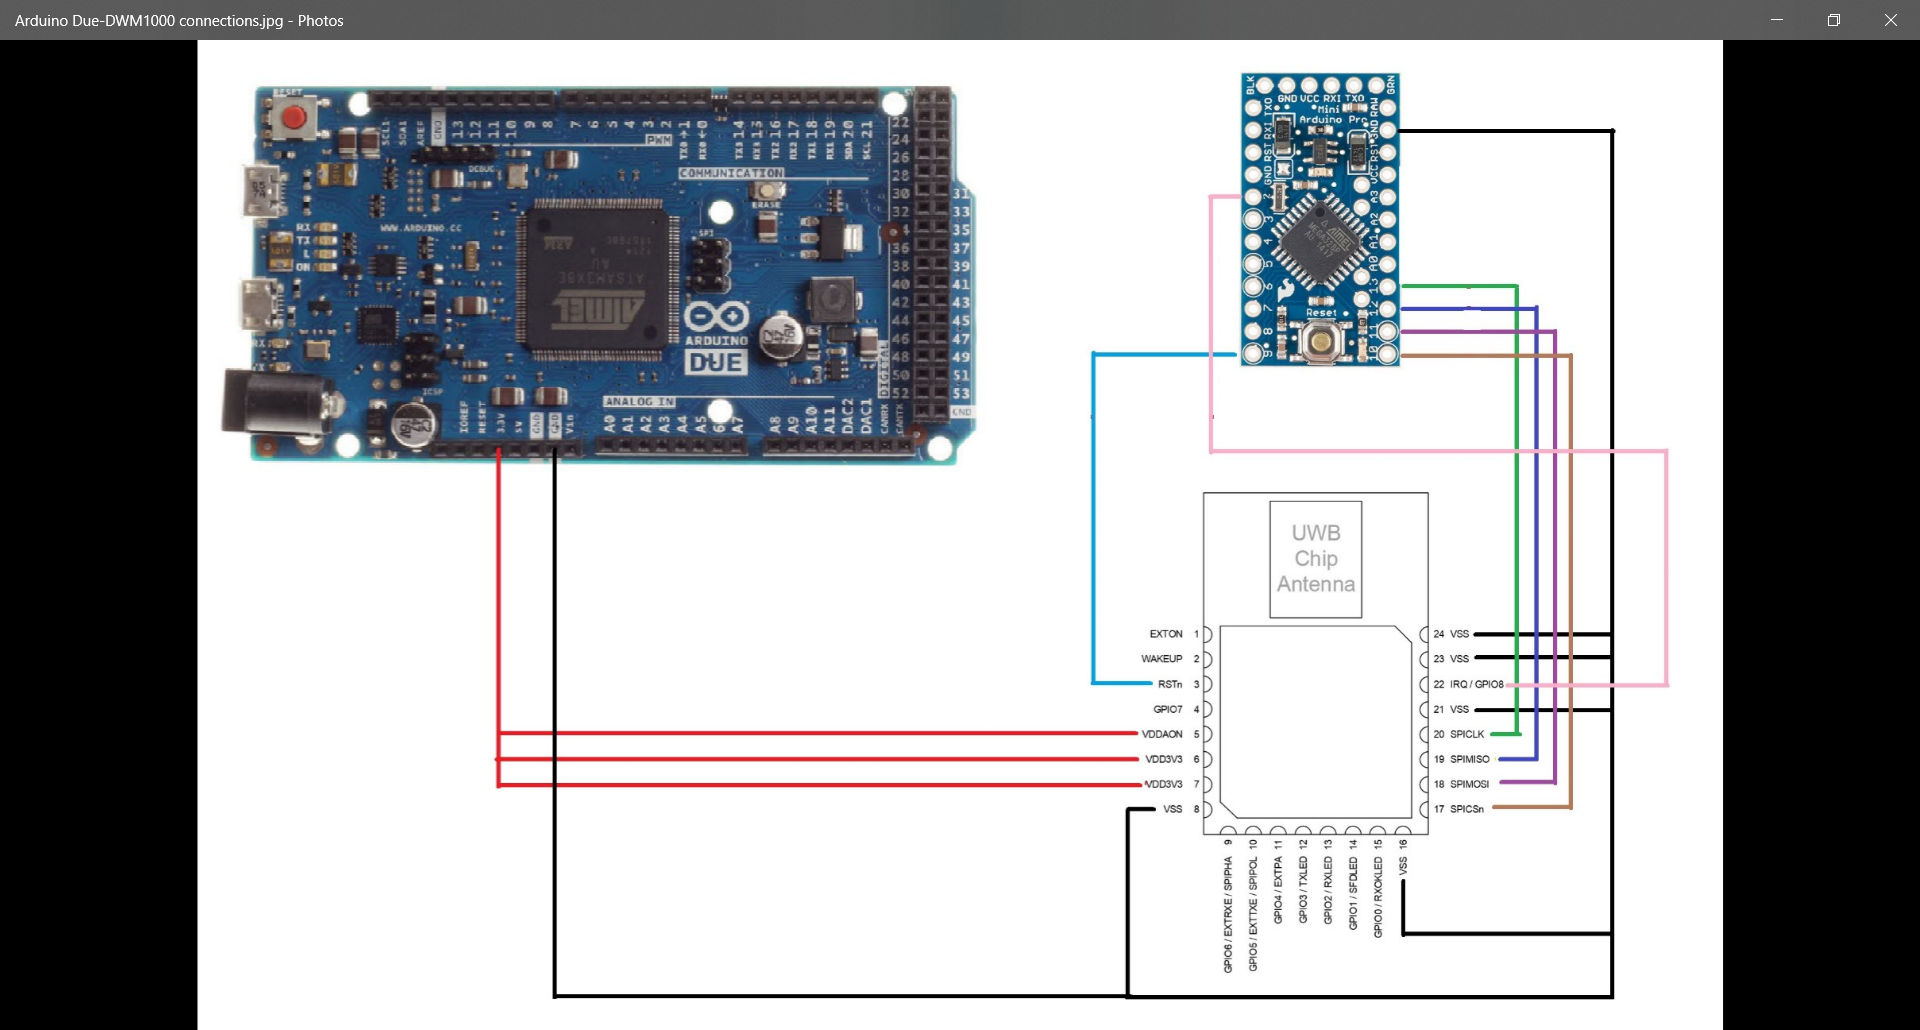 Arduino Due-DWM1000 connections.jpg - Photos
RESET
SCL1
SDA1
AREF
GND
13
12
11
10
9
8
7
6
5
4
3
2
TX0→1
RX0←0
TX3 14
RX3 15
TX2 16
RX2 17
TX1 18
RX1 19
SDA 20
SCL 21
PWM
DEBUG
COMMUNICATION
ERASE
WWW.ARDUINO.CC
RX
TX
L
ON
SPI
ATSAM3X8E
AU
ARM
ATMEL
ARDUINO
DUE
ICSP
IOREF
RESET
3.3V
5V
GND
GND
Vin
ANALOG IN
A0
A1
A2
A3
A4
A5
A7
A8
A9
A10
A11
DAC2
DAC1
CANRX
CANTX
DIGITAL
22
24
26
28
30 31
32 33
35
36 37
38 39
40 41
42 43
44 45
46 47
48 49
50 51
52 53
GND
BLK
GND VCC RXI TXO
GRN
Mini
Arduino Pro
TXO
RXI
RST
GND
2
3
4
5
6
7
8
9
RAW
GND
RST
VCC
A3
A2
A1
A0
13
12
11
10
ATMEL
Reset
UWB
Chip
Antenna
EXTON 1
WAKEUP 2
RSTn 3
GPIO7 4
VDDAON 5
VDD3V3 6
VDD3V3 7
VSS 8
24 VSS
23 VSS
22 IRQ / GPIO8
21 VSS
20 SPICLK
19 SPIMISO
18 SPIMOSI
17 SPICSn
GPIO6 / EXTRXE / SPIPHA 9
GPIO5 / EXTTXE / SPIPOL 10
GPIO4 / EXTPA 11
GPIO3 / TXLED 12
GPIO2 / RXLED 13
GPIO1 / SFDLED 14
GPIO0 / RXOKLED 15
VSS 16